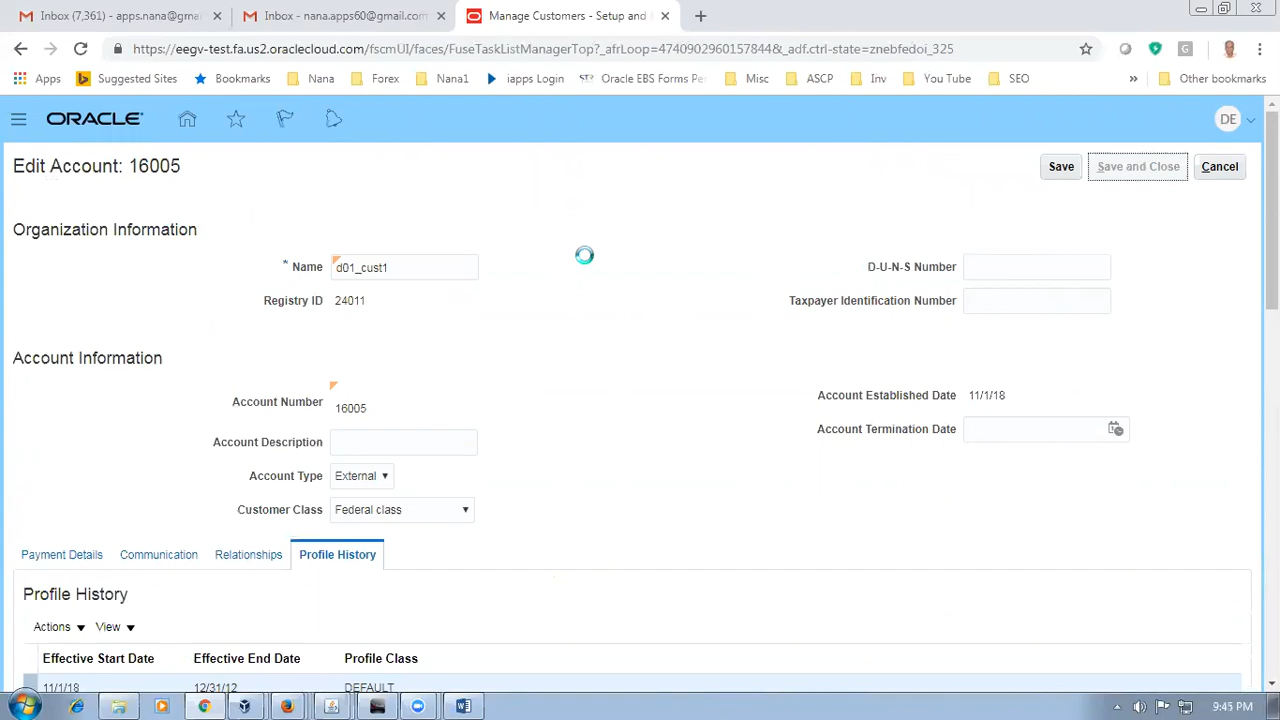 Inbox (7,361) - apps.nana@gma
Inbox - nana.apps60@gmail.com
Manage Customers - Setup and
https://eegv-test.fa.us2.oraclecloud.com/fscmUI/faces/FuseTaskListManagerTop?_afrLoop=47409029601578​44&_adf.ctrl-state=znebfedoi_325
Apps Suggested Sites Bookmarks Nana Forex Nana1 iapps Login Oracle EBS Forms Pe Misc ASCP Inv You Tube SEO » Other bookmarks
ORACLE DE
Edit Account: 16005
Save Save and Close Cancel
Organization Information
* Name d01_cust1 D-U-N-S Number
Registry ID 24011 Taxpayer Identification Number
Account Information
Account Number 16005 Account Established Date 11/1/18
Account Description Account Termination Date
Account Type External
Customer Class Federal class
Payment Details Communication Relationships Profile History
Profile History
Actions View
Effective Start Date Effective End Date Profile Class
11/1/18 12/31/12 DEFAULT
9:45 PM